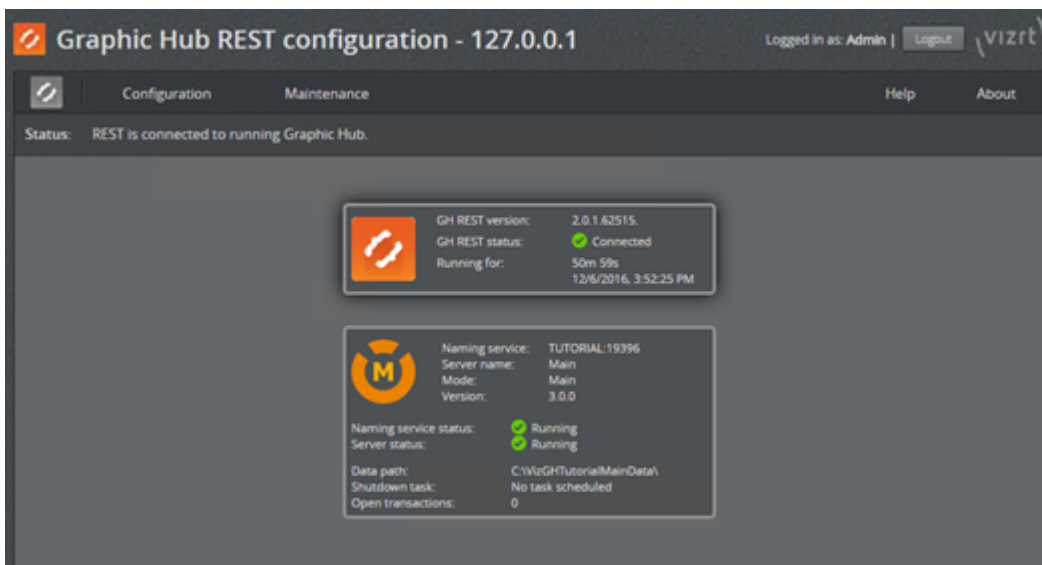 Graphic Hub REST configuration - 127.0.0.1
Logged in as: Admin | Logout
vizrt
Configuration Maintenance Help About
Status: REST is connected to running Graphic Hub.
GH REST version: 2.0.1.62515.
GH REST status: Connected
Running for: 50m 59s
12/6/2016, 3:52:25 PM
M
Naming service: TUTORIAL:19396
Server name: Main
Mode: Main
Version: 3.0.0
Naming service status: Running
Server status: Running
Data path: C:\VizGHTutorialMainData\
Shutdown task: No task scheduled
Open transactions: 0